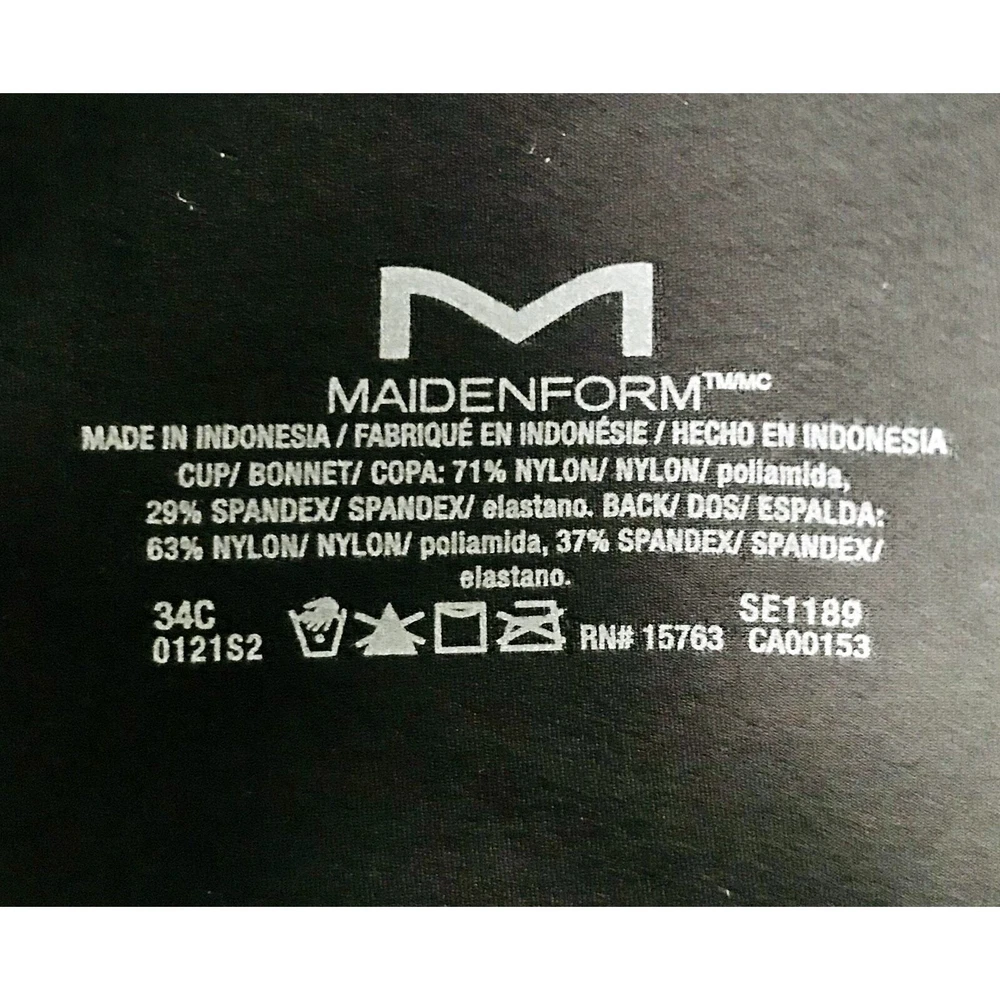 MAIDENFORM™/MC
MADE IN INDONESIA / FABRIQUÉ EN INDONÉSIE / HECHO EN INDONESIA
CUP/ BONNET/ COPA: 71% NYLON/ NYLON/ poliamida,
29% SPANDEX/ SPANDEX/ elastano. BACK/ DOS/ ESPALDA:
63% NYLON/ NYLON/ poliamida, 37% SPANDEX/ SPANDEX/
elastano.
34C SE1189
0121S2 RN# 15763 CA00153